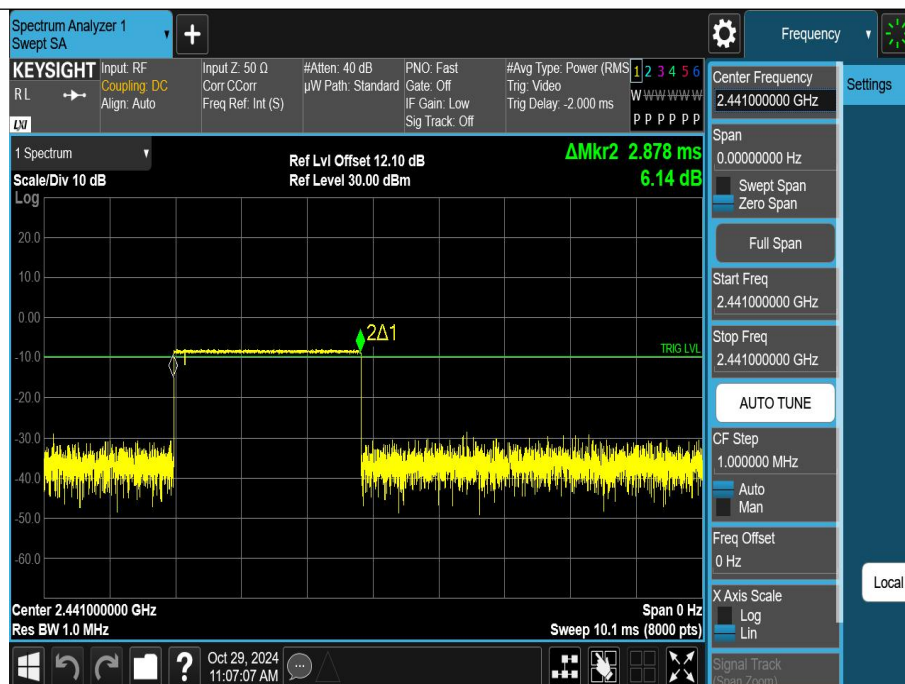 Spectrum Analyzer 1
Swept SA
Frequency
KEYSIGHT
RL
LXI
Input: RF
Coupling: DC
Align: Auto
Input Z: 50 Ω
Corr CCorr
Freq Ref: Int (S)
#Atten: 40 dB
µW Path: Standard
PNO: Fast
Gate: Off
IF Gain: Low
Sig Track: Off
#Avg Type: Power (RMS
Trig: Video
Trig Delay: -2.000 ms
1 2 3 4 5 6
W W W W W W
P P P P P P
Center Frequency
2.441000000 GHz
Settings
1 Spectrum
Scale/Div 10 dB
Log
Ref Lvl Offset 12.10 dB
Ref Level 30.00 dBm
ΔMkr2 2.878 ms
6.14 dB
Span
0.00000000 Hz
Swept Span
Zero Span
Full Span
Start Freq
2.441000000 GHz
Stop Freq
2.441000000 GHz
AUTO TUNE
CF Step
1.000000 MHz
Auto
Man
Freq Offset
0 Hz
X Axis Scale
Log
Lin
Signal Track
(Span Zoom)
Local
20.0
10.0
0.00
-10.0
-20.0
-30.0
-40.0
-50.0
-60.0
2Δ1
TRIG LVL
Center 2.441000000 GHz
Res BW 1.0 MHz
Span 0 Hz
Sweep 10.1 ms (8000 pts)
?
Oct 29, 2024
11:07:07 AM